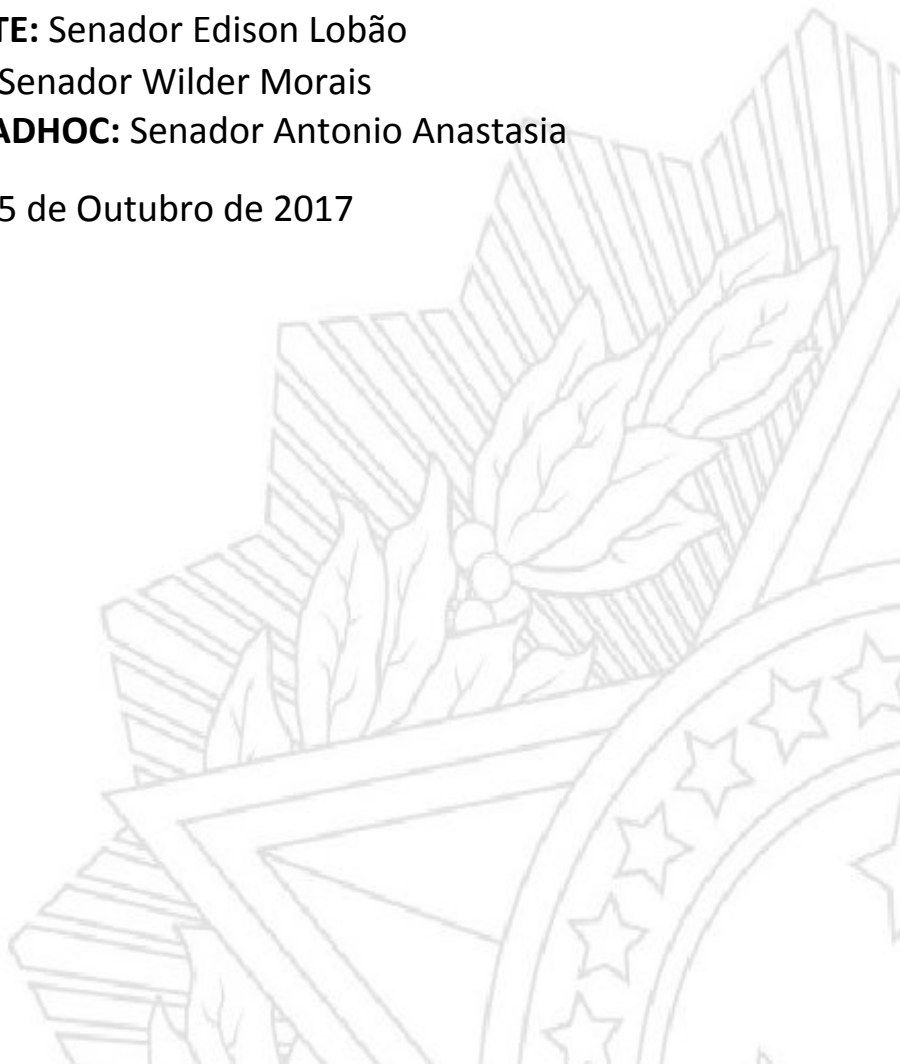 TE: Senador Edison Lobão
Senador Wilder Morais
ADHOC: Senador Antonio Anastasia
5 de Outubro de 2017